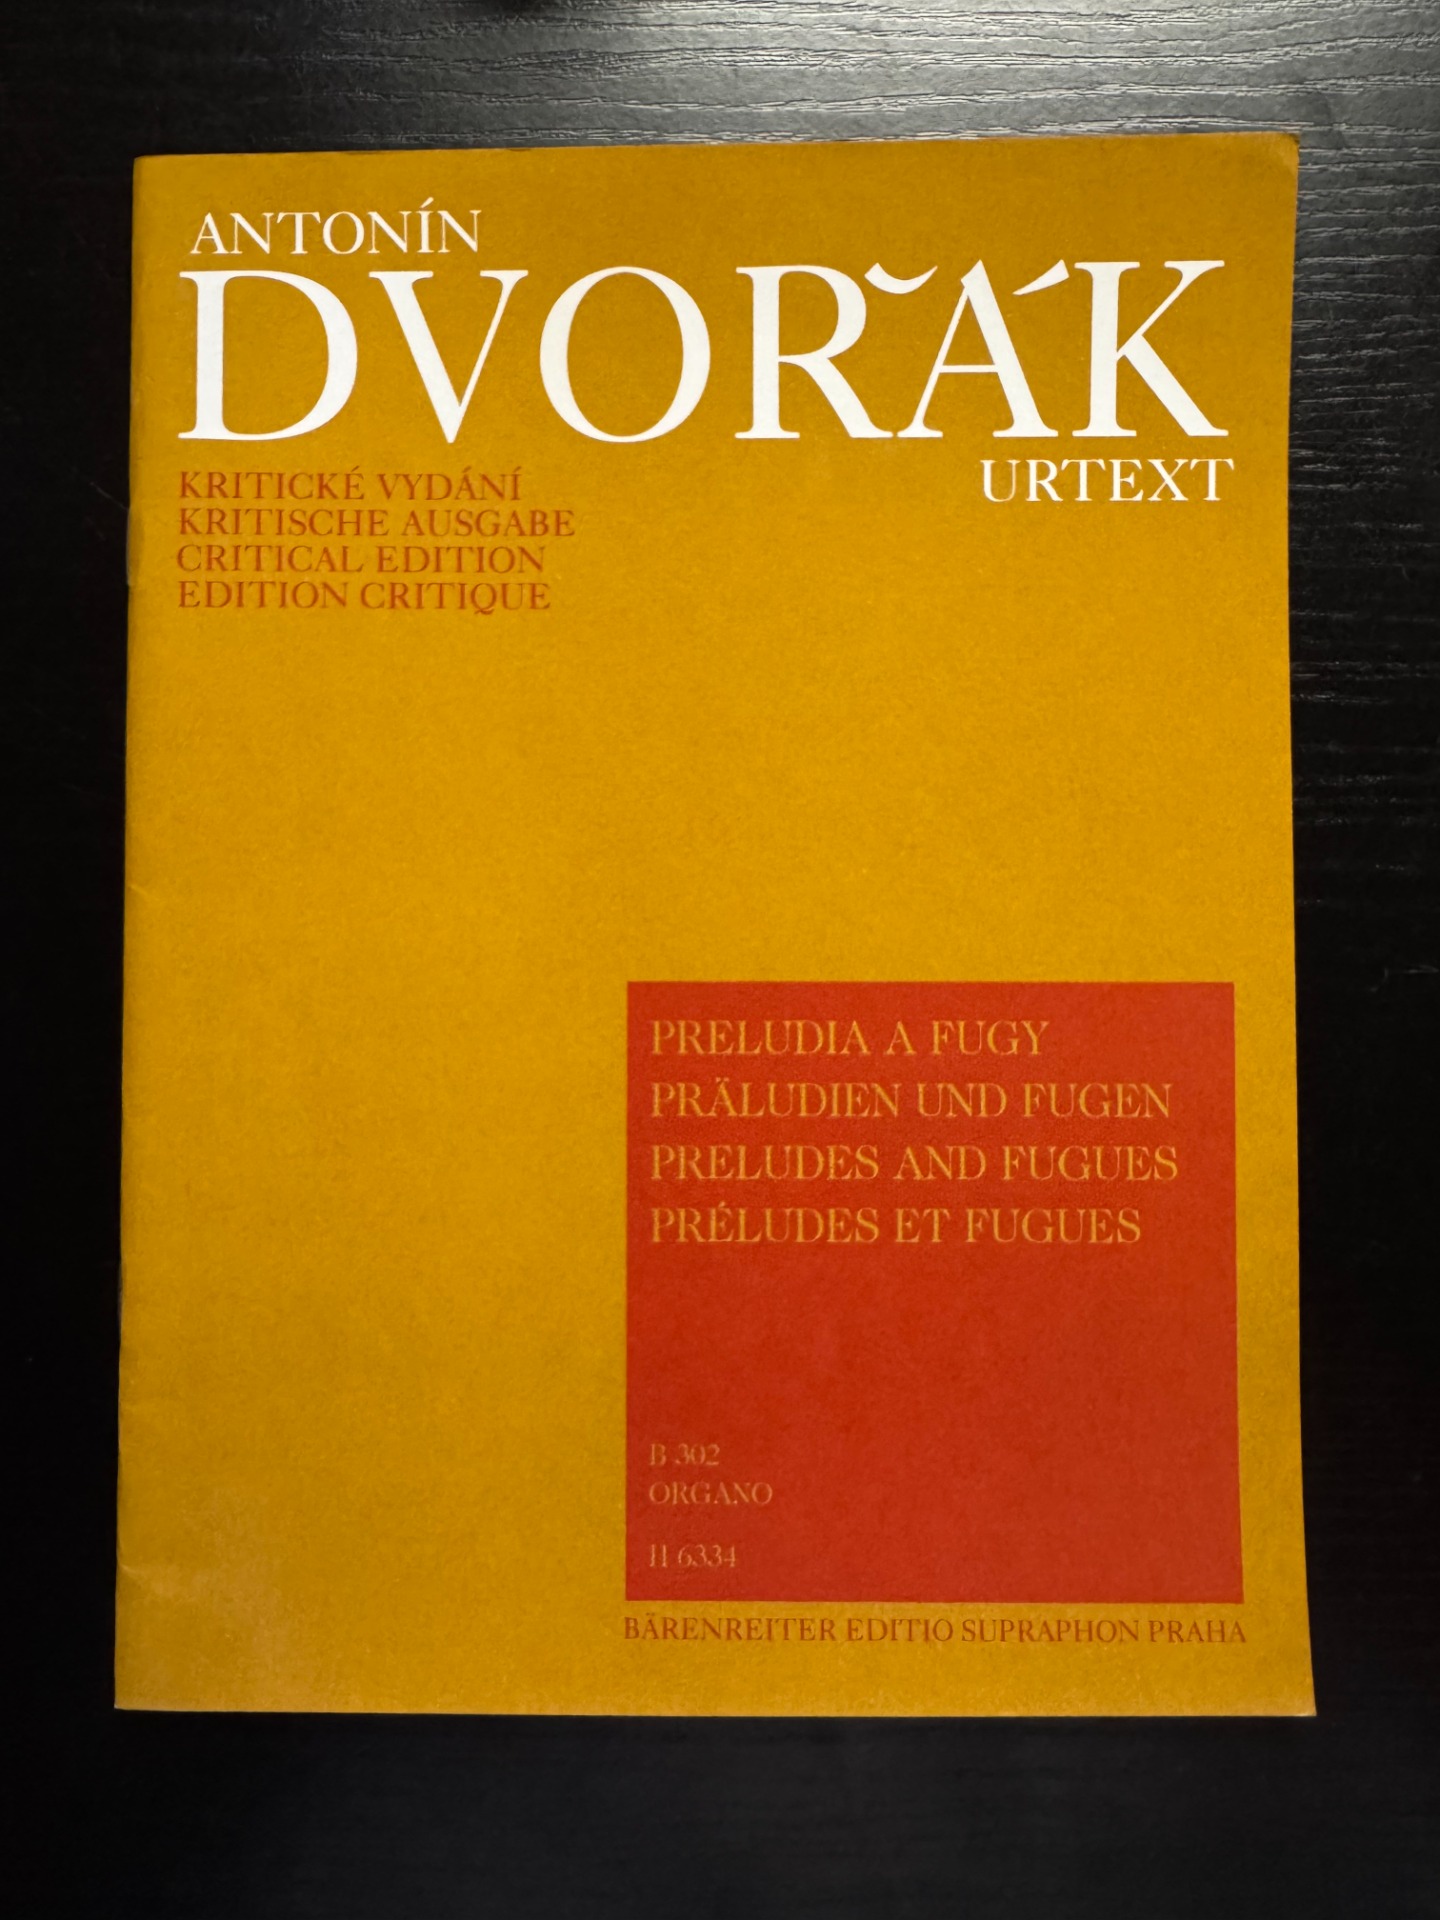 ANTONÍN
DVOŘÁK
URTEXT
KRITICKÉ VYDÁNÍ
KRITISCHE AUSGABE
CRITICAL EDITION
EDITION CRITIQUE
PRELUDIA A FUGY
PRÄLUDIEN UND FUGEN
PRELUDES AND FUGUES
PRÉLUDES ET FUGUES
B 302
ORGANO
H 6334
BÄRENREITER EDITIO SUPRAPHON PRAHA